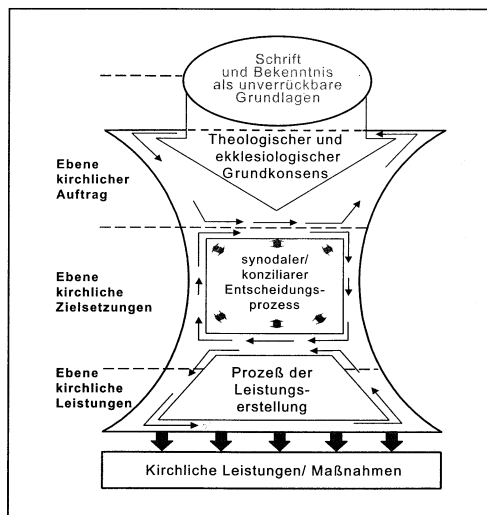 Schrift
und Bekenntnis
als unverrückbare
Grundlagen
Theologischer und
ekklesiologischer
Grundkonsens
Ebene
kirchlicher
Auftrag
synodaler/
konziliarer
Entscheidungs-
prozess
Ebene
kirchliche
Zielsetzungen
Ebene
kirchliche
Leistungen
Prozeß der
Leistungs-
erstellung
Kirchliche Leistungen/ Maßnahmen